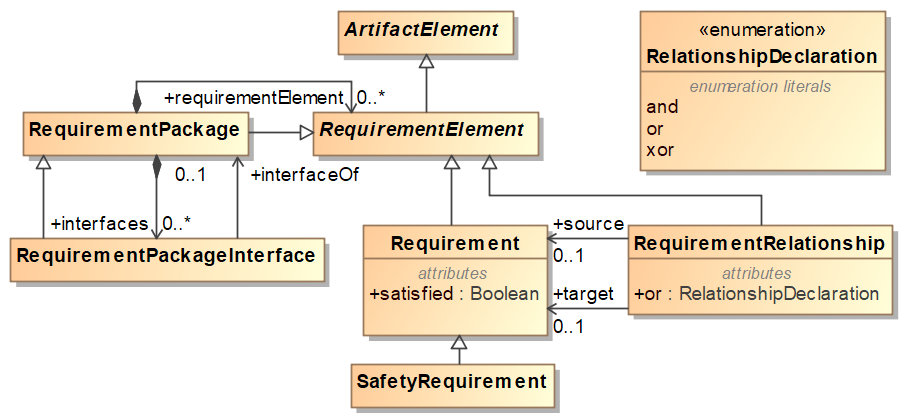 ArtifactElement
«enumeration»
RelationshipDeclaration
enumeration literals
and
or
xor
+requirementElement
0..*
RequirementPackage
RequirementElement
0..1
+interfaceOf
+interfaces
0..*
RequirementPackageInterface
Requirement
attributes
+satisfied : Boolean
+source
0..1
+target
0..1
RequirementRelationship
attributes
+or : RelationshipDeclaration
SafetyRequirement